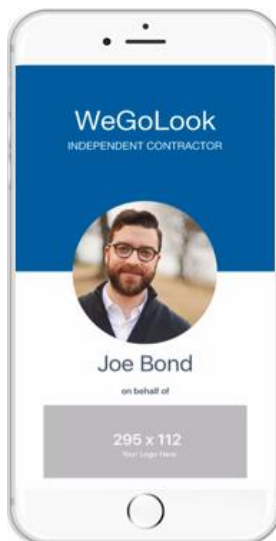 WeGoLook
INDEPENDENT CONTRACTOR
Joe Bond
on behalf of
295 x 112
Your Logo Here